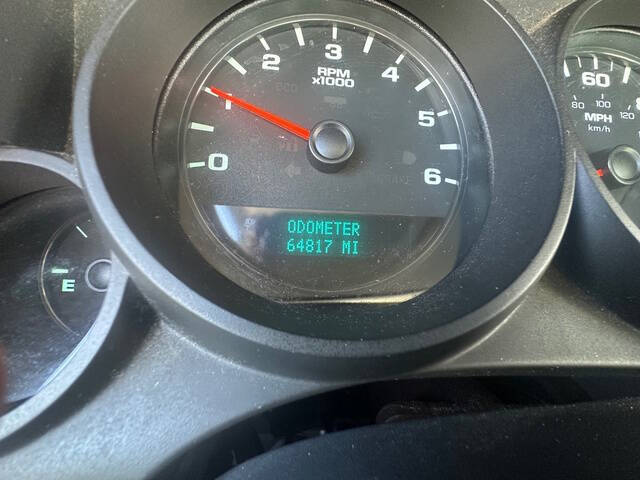 0
1
2
3
4
5
6
RPM
x1000
ODOMETER
64817 MI
E
60
80 100 120
MPH
km/h